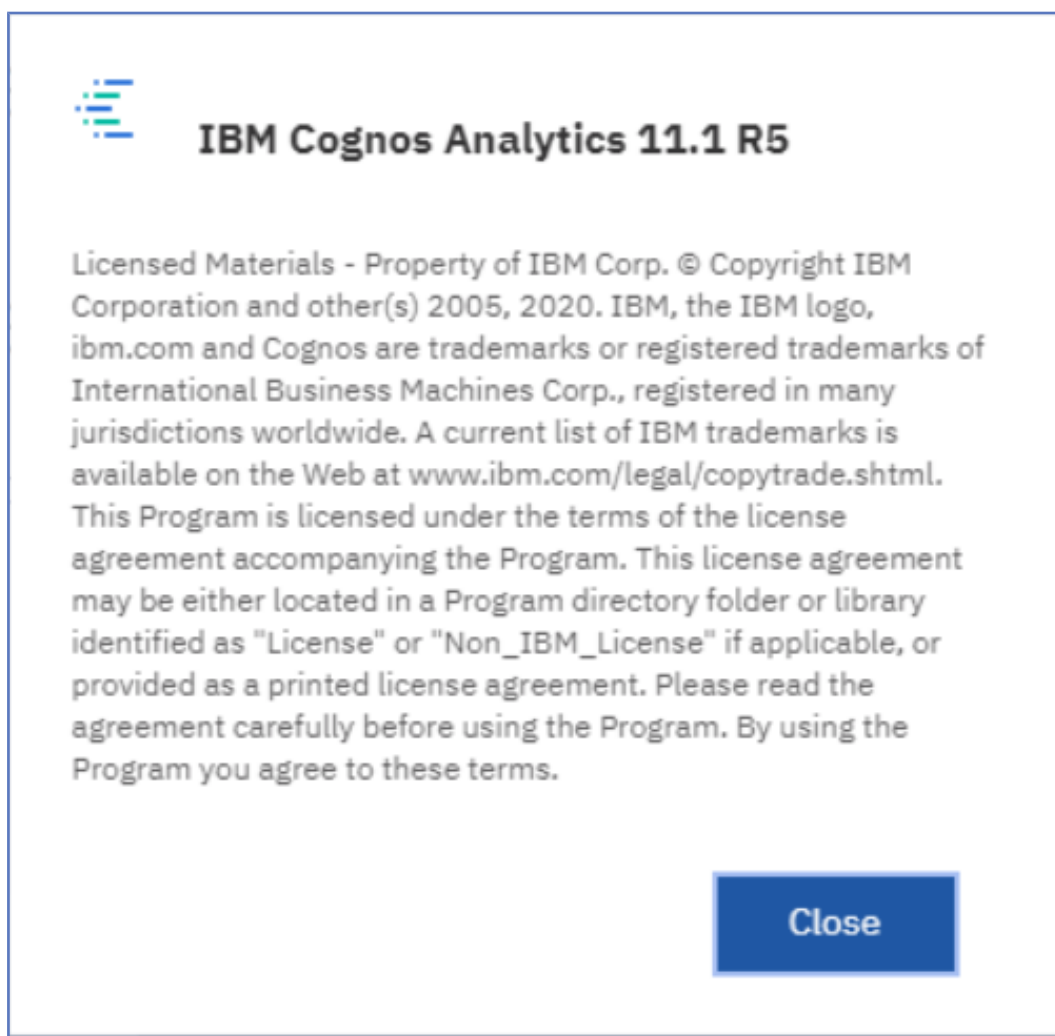 IBM Cognos Analytics 11.1 R5
Licensed Materials - Property of IBM Corp. © Copyright IBM
Corporation and other(s) 2005, 2020. IBM, the IBM logo,
ibm.com and Cognos are trademarks or registered trademarks of
International Business Machines Corp., registered in many
jurisdictions worldwide. A current list of IBM trademarks is
available on the Web at www.ibm.com/legal/copytrade.shtml.
This Program is licensed under the terms of the license
agreement accompanying the Program. This license agreement
may be either located in a Program directory folder or library
identified as "License" or "Non_IBM_License" if applicable, or
provided as a printed license agreement. Please read the
agreement carefully before using the Program. By using the
Program you agree to these terms.
Close